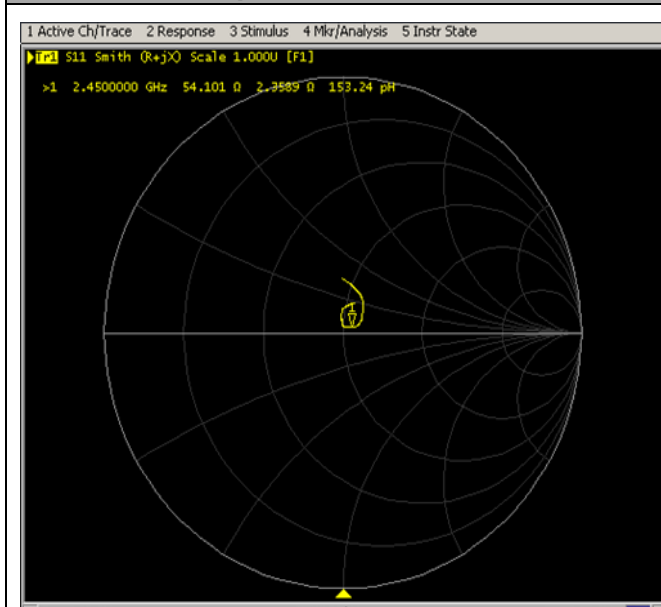 1 Active Ch/Trace 2 Response 3 Stimulus 4 Mkr/Analysis 5 Instr State
Tr1 S11 Smith (R+jX) Scale 1.000U [F1]
>1 2.4500000 GHz 54.101 Ω 2.3589 Ω 153.24 pH
1